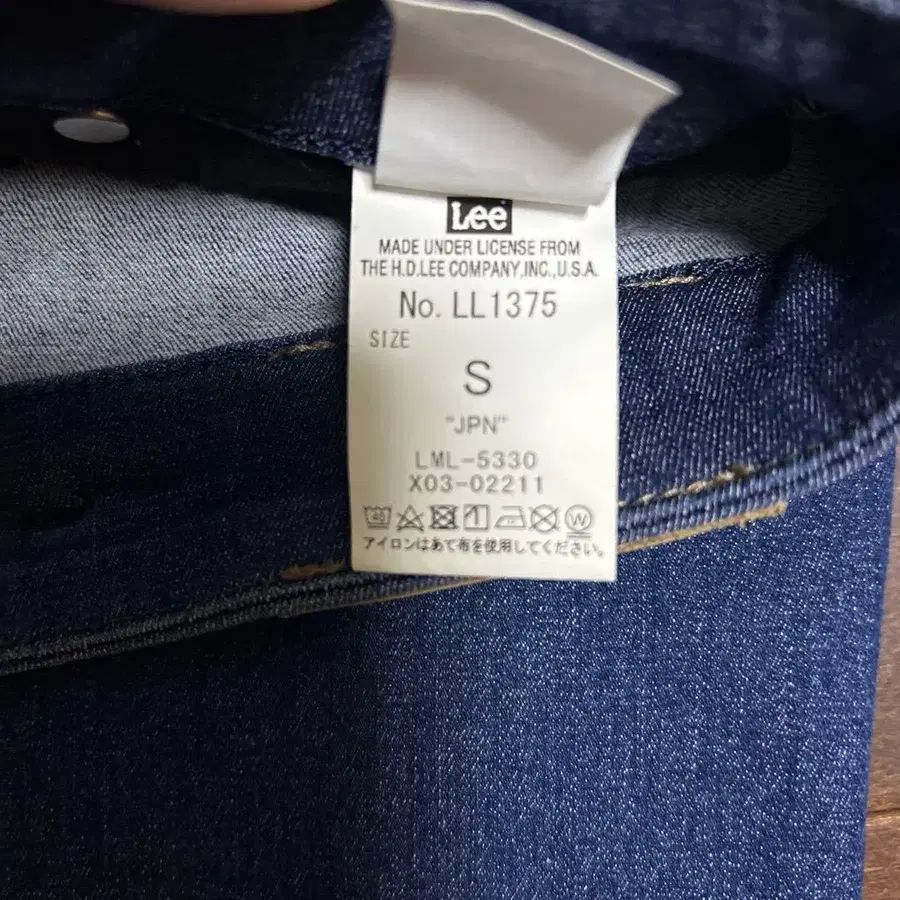 Lee
MADE UNDER LICENSE FROM
THE H.D.LEE COMPANY,INC.,U.S.A.
No. LL1375
SIZE
S
"JPN"
LML-5330
X03-02211
40 W
アイロンはあて布を使用してください。